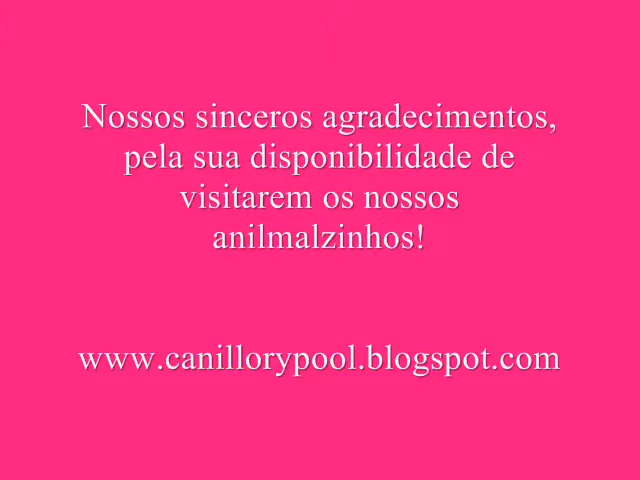 Nossos sinceros agradecimentos,
pela sua disponibilidade de
visitarem os nossos
anilmalzinhos!
www.canillorypool.blogspot.com